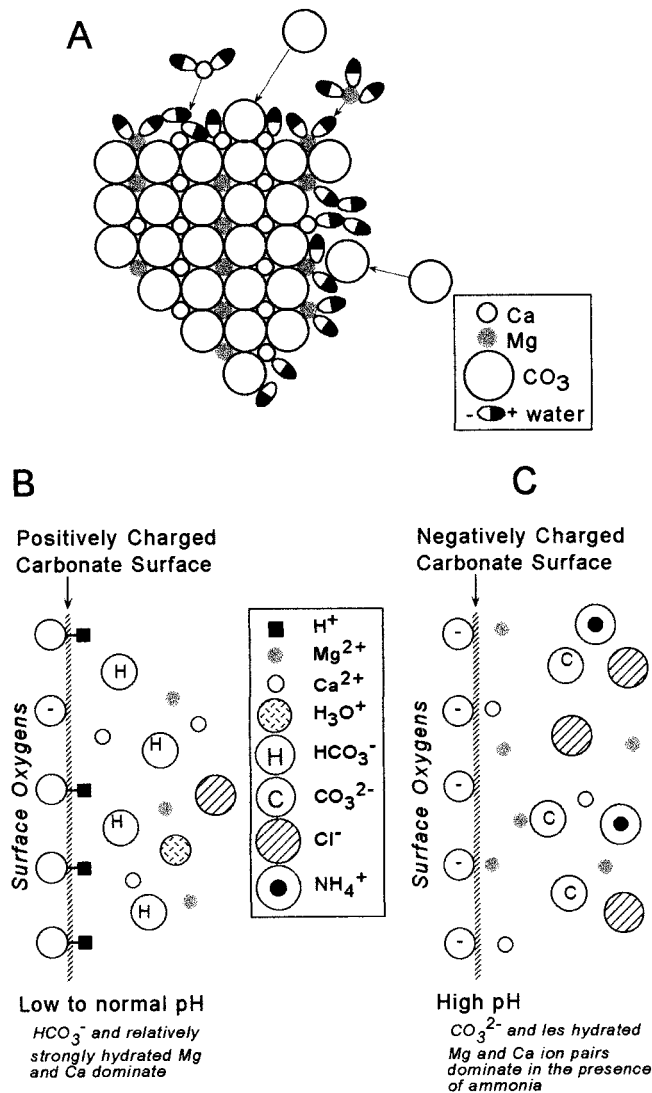 A
Ca
Mg
CO3
- + water
B
Positively Charged
Carbonate Surface
H
-
H
H
H
Surface Oxygens
Low to normal pH
HCO3- and relatively
strongly hydrated Mg
and Ca dominate
H+
Mg2+
Ca2+
H3O+
H HCO3-
C CO32-
Cl-
NH4+
C
Negatively Charged
Carbonate Surface
-
C
-
-
C
-
C
-
Surface Oxygens
High pH
CO32- and les hydrated
Mg and Ca ion pairs
dominate in the presence
of ammonia